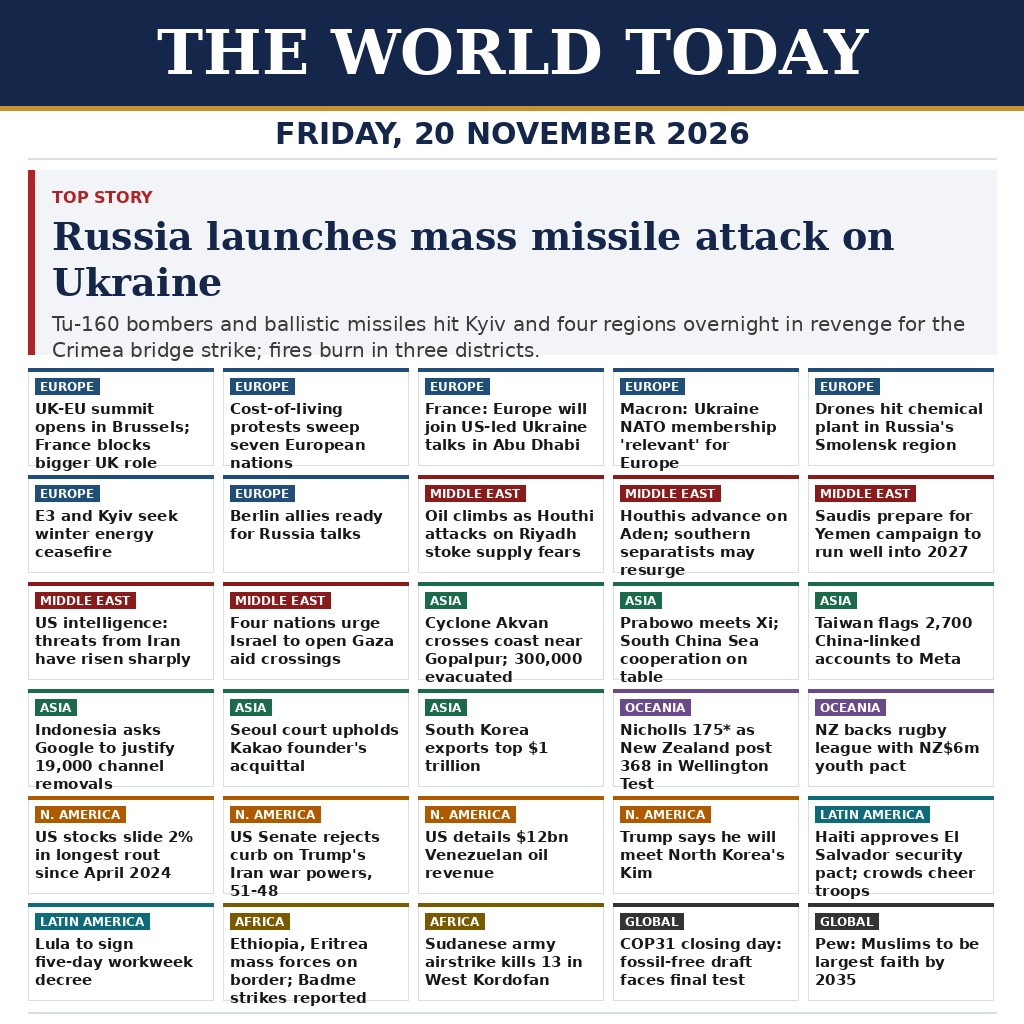 THE WORLD TODAY
FRIDAY, 20 NOVEMBER 2026
TOP STORY
Russia launches mass missile attack on
Ukraine
Tu-160 bombers and ballistic missiles hit Kyiv and four regions overnight in revenge for the
Crimea bridge strike; fires burn in three districts.
EUROPE
UK-EU summit
opens in Brussels;
France blocks
bigger UK role
EUROPE
Cost-of-living
protests sweep
seven European
nations
EUROPE
France: Europe will
join US-led Ukraine
talks in Abu Dhabi
EUROPE
Macron: Ukraine
NATO membership
'relevant' for
Europe
EUROPE
Drones hit chemical
plant in Russia's
Smolensk region
EUROPE
E3 and Kyiv seek
winter energy
ceasefire
EUROPE
Berlin allies ready
for Russia talks
MIDDLE EAST
Oil climbs as Houthi
attacks on Riyadh
stoke supply fears
MIDDLE EAST
Houthis advance on
Aden; southern
separatists may
resurge
MIDDLE EAST
Saudis prepare for
Yemen campaign to
run well into 2027
MIDDLE EAST
US intelligence:
threats from Iran
have risen sharply
MIDDLE EAST
Four nations urge
Israel to open Gaza
aid crossings
ASIA
Cyclone Akvan
crosses coast near
Gopalpur; 300,000
evacuated
ASIA
Prabowo meets Xi;
South China Sea
cooperation on
table
ASIA
Taiwan flags 2,700
China-linked
accounts to Meta
ASIA
Indonesia asks
Google to justify
19,000 channel
removals
ASIA
Seoul court upholds
Kakao founder's
acquittal
ASIA
South Korea
exports top $1
trillion
OCEANIA
Nicholls 175* as
New Zealand post
368 in Wellington
Test
OCEANIA
NZ backs rugby
league with NZ$6m
youth pact
N. AMERICA
US stocks slide 2%
in longest rout
since April 2024
N. AMERICA
US Senate rejects
curb on Trump's
Iran war powers,
51-48
N. AMERICA
US details $12bn
Venezuelan oil
revenue
N. AMERICA
Trump says he will
meet North Korea's
Kim
LATIN AMERICA
Haiti approves El
Salvador security
pact; crowds cheer
troops
LATIN AMERICA
Lula to sign
five-day workweek
decree
AFRICA
Ethiopia, Eritrea
mass forces on
border; Badme
strikes reported
AFRICA
Sudanese army
airstrike kills 13 in
West Kordofan
GLOBAL
COP31 closing day:
fossil-free draft
faces final test
GLOBAL
Pew: Muslims to be
largest faith by
2035